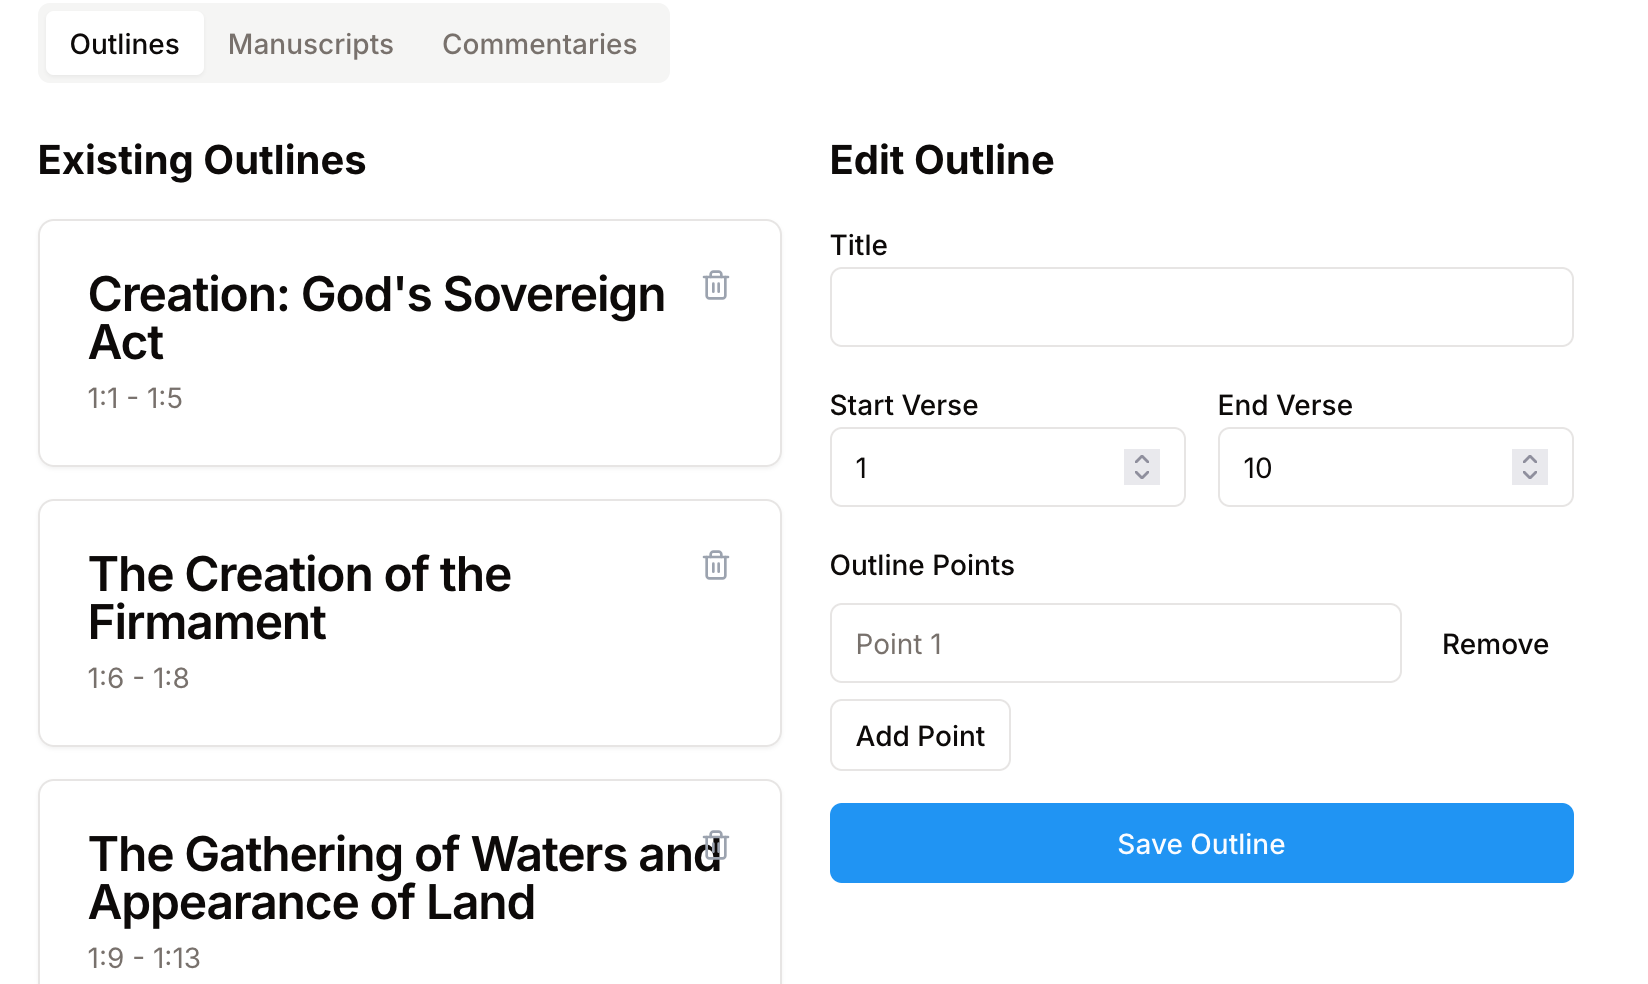 Outlines Manuscripts Commentaries
Existing Outlines
Creation: God's Sovereign
Act
1:1 - 1:5
The Creation of the
Firmament
1:6 - 1:8
The Gathering of Waters and
Appearance of Land
1:9 - 1:13
Edit Outline
Title
Start Verse End Verse
1 10
Outline Points
Point 1 Remove
Add Point
Save Outline